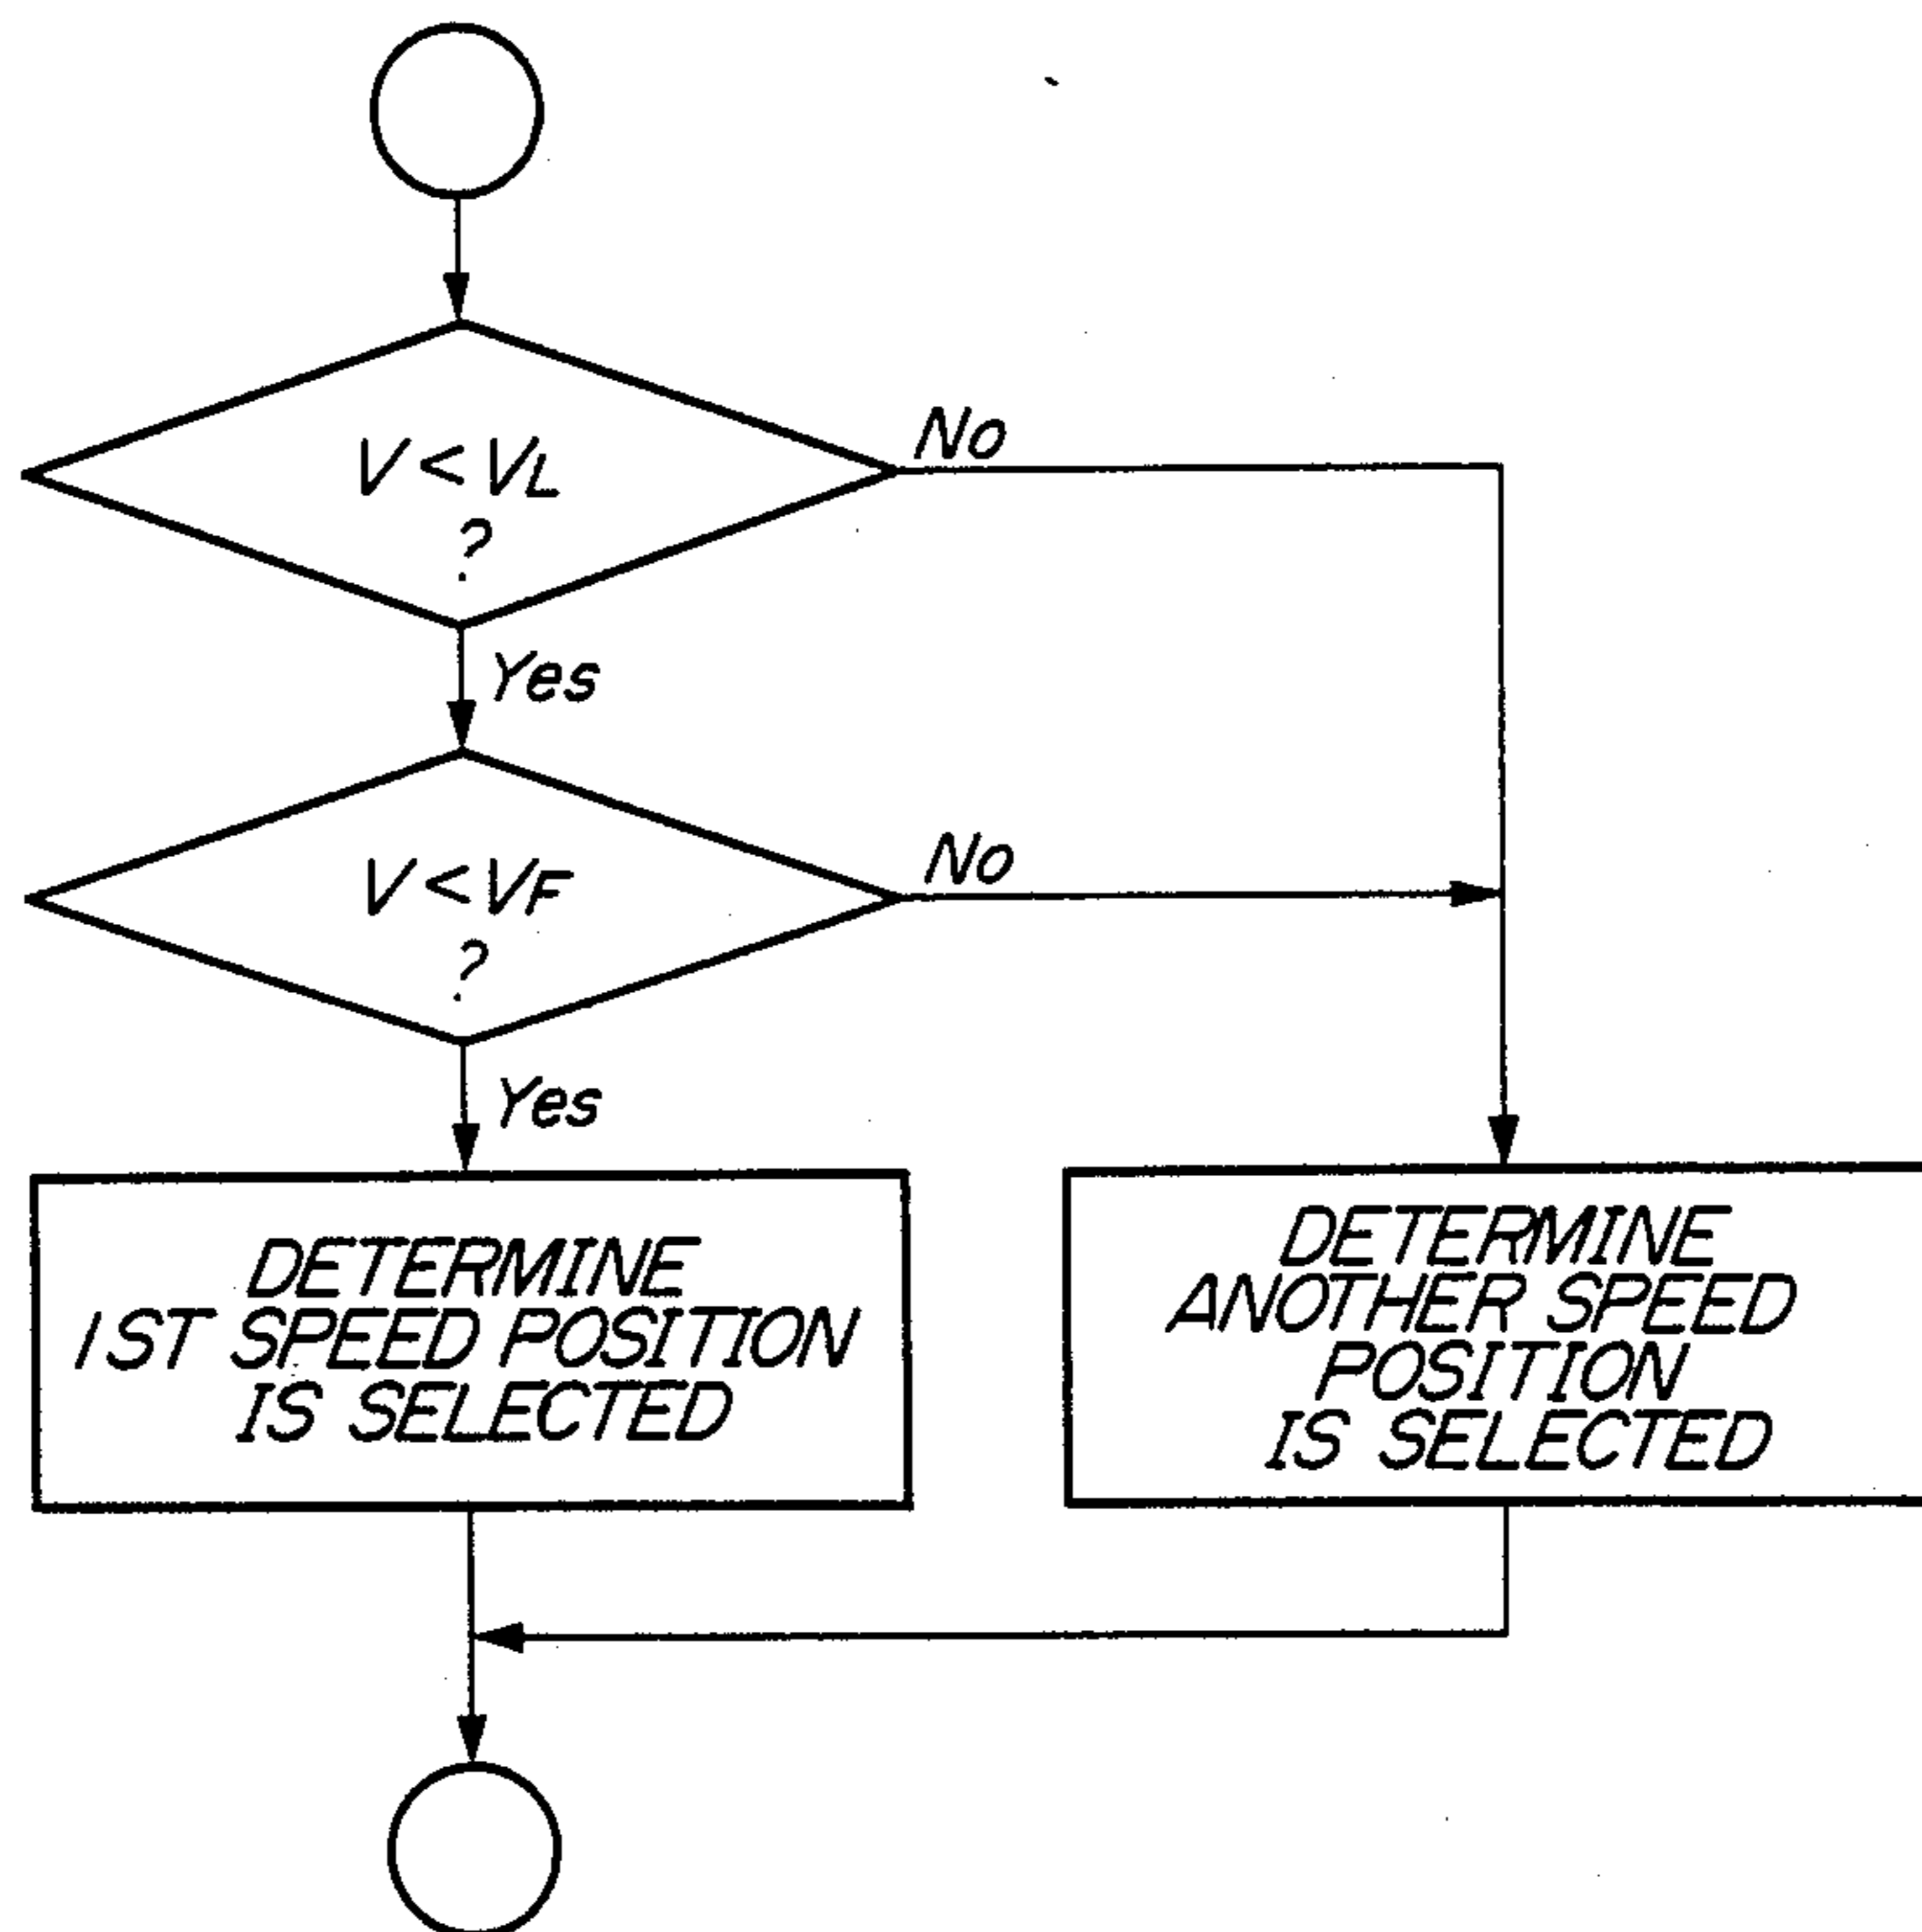 V < VL
?
No
Yes
V < VF
?
No
Yes
DETERMINE
1ST SPEED POSITION
IS SELECTED
DETERMINE
ANOTHER SPEED
POSITION
IS SELECTED